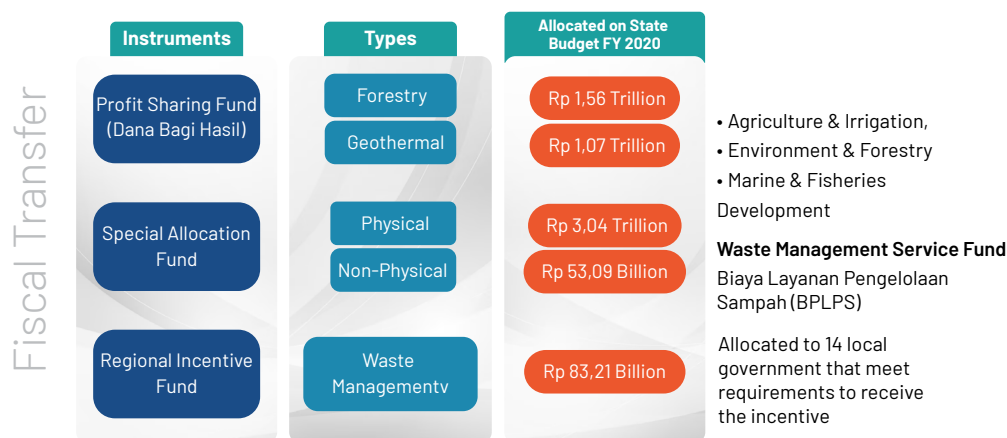 Fiscal Transfer
Instruments
Types
Allocated on State
Budget FY 2020
Profit Sharing Fund
(Dana Bagi Hasil)
Forestry
Rp 1,56 Trillion
Geothermal
Rp 1,07 Trillion
• Agriculture & Irrigation,
• Environment & Forestry
• Marine & Fisheries
Development
Special Allocation
Fund
Physical
Rp 3,04 Trillion
Non-Physical
Rp 53,09 Billion
Waste Management Service Fund
Biaya Layanan Pengelolaan
Sampah (BPLPS)
Regional Incentive
Fund
Waste
Managementv
Rp 83,21 Billion
Allocated to 14 local
government that meet
requirements to receive
the incentive